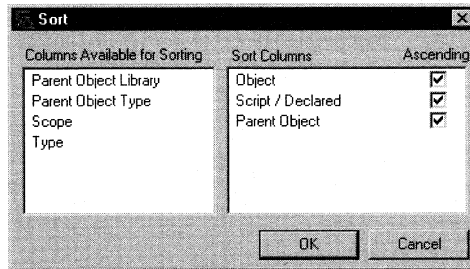 Sort
Columns Available for Sorting
Parent Object Library
Parent Object Type
Scope
Type
Sort Columns
Ascending
Object
Script / Declared
Parent Object
OK
Cancel